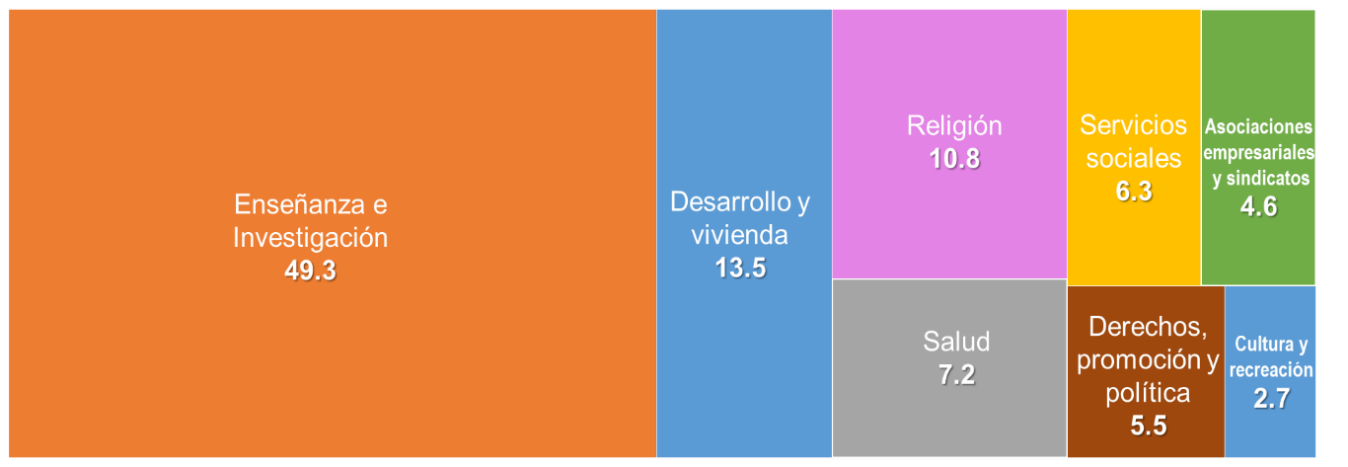 Enseñanza e
Investigación
49.3
Desarrollo y
vivienda
13.5
Religión
10.8
Salud
7.2
Servicios
sociales
6.3
Asociaciones
empresariales
y sindicatos
4.6
Derechos,
promoción y
política
5.5
Cultura y
recreación
2.7